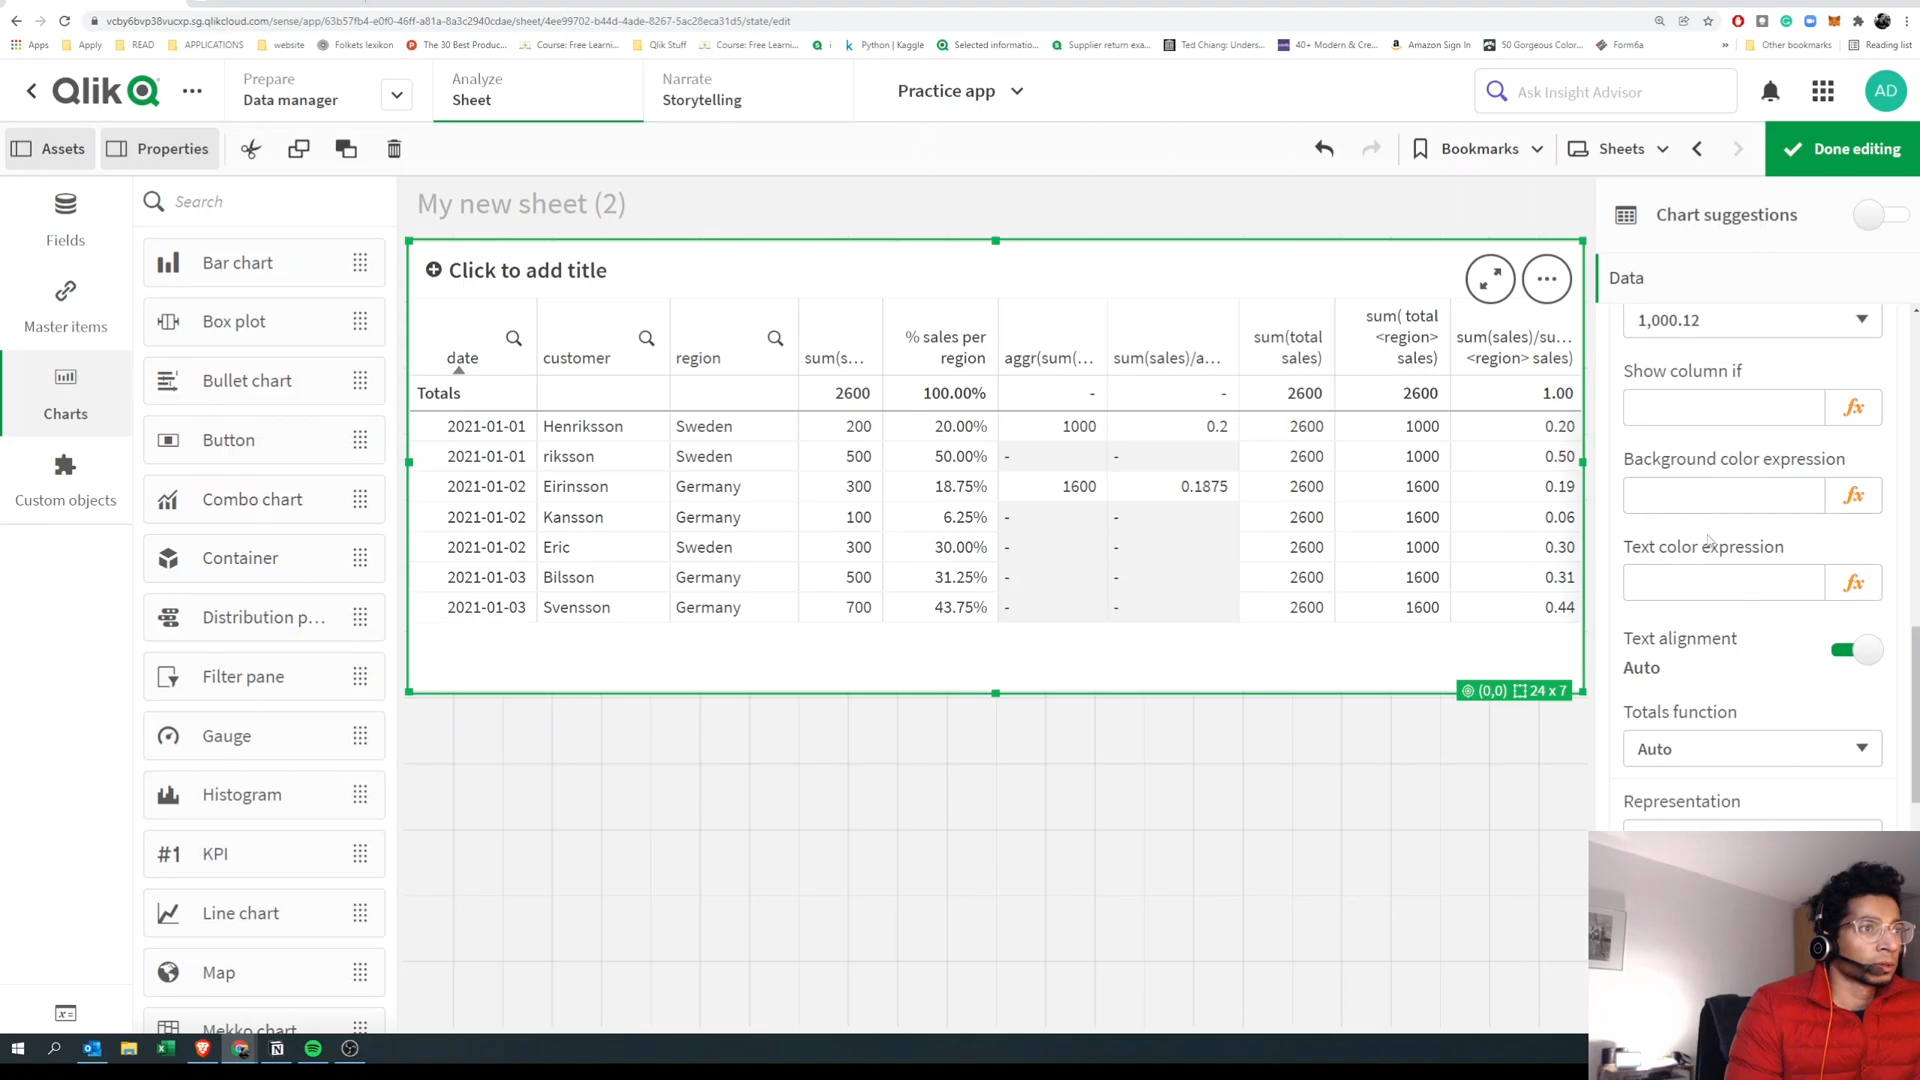 vcby6bvp38vucxp.sg.qlikcloud.com/sense/app/63b57fb4-e0f0-46ff-a81a-8a3c2940cdae/sheet/4ee99702-b44d-4ade-8267-5ac28eca31d5/state/edit
Apps Apply READ APPLICATIONS website Folkets lexikon The 30 Best Produc... Course: Free Learni... Qlik Stuff Course: Free Learni... i Python | Kaggle Selected informatio... Supplier return exa... Ted Chiang: Unders... 40+ Modern & Cre... Amazon Sign In 50 Gorgeous Color... Form6a » Other bookmarks Reading list
Qlik
Prepare
Data manager
Analyze
Sheet
Narrate
Storytelling
Practice app
Ask Insight Advisor
AD
Assets Properties Bookmarks Sheets Done editing
Fields
Master items
Charts
Custom objects
Search
Bar chart
Box plot
Bullet chart
Button
Combo chart
Container
Distribution p...
Filter pane
Gauge
Histogram
#1 KPI
Line chart
Map
Mekko chart
My new sheet (2)
Click to add title
date customer region sum(s... % sales per region aggr(sum(... sum(sales)/a... sum(total sales) sum( total <region> sales) sum(sales)/su... <region> sales)
Totals 2600 100.00% - - 2600 2600 1.00
2021-01-01 Henriksson Sweden 200 20.00% 1000 0.2 2600 1000 0.20
2021-01-01 riksson Sweden 500 50.00% - - 2600 1000 0.50
2021-01-02 Eirinsson Germany 300 18.75% 1600 0.1875 2600 1600 0.19
2021-01-02 Kansson Germany 100 6.25% - - 2600 1600 0.06
2021-01-02 Eric Sweden 300 30.00% - - 2600 1000 0.30
2021-01-03 Bilsson Germany 500 31.25% - - 2600 1600 0.31
2021-01-03 Svensson Germany 700 43.75% - - 2600 1600 0.44
(0,0) 24 x 7
Chart suggestions
Data
1,000.12
Show column if
fx
Background color expression
fx
Text color expression
fx
Text alignment
Auto
Totals function
Auto
Representation